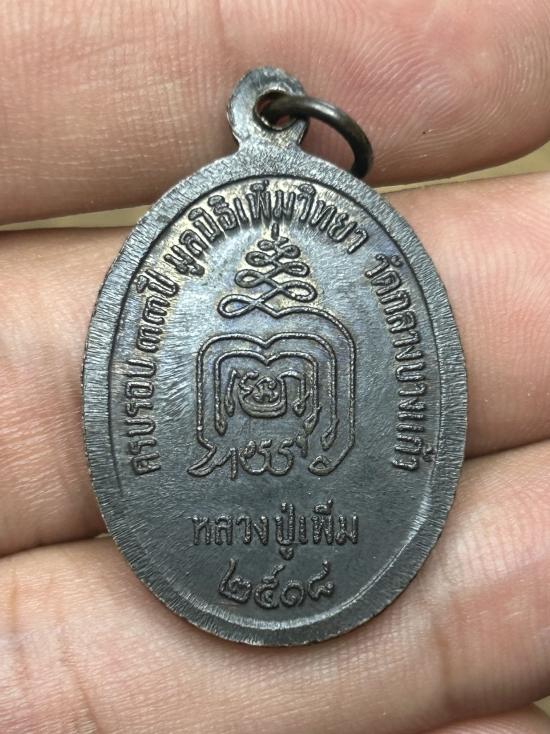 ครบรอบ ๓๓ ปี มูลนิธิเพิ่มวิทยา วัดกลางบางแก้ว
หลวงปู่เพิ่ม
๒๕๑๘